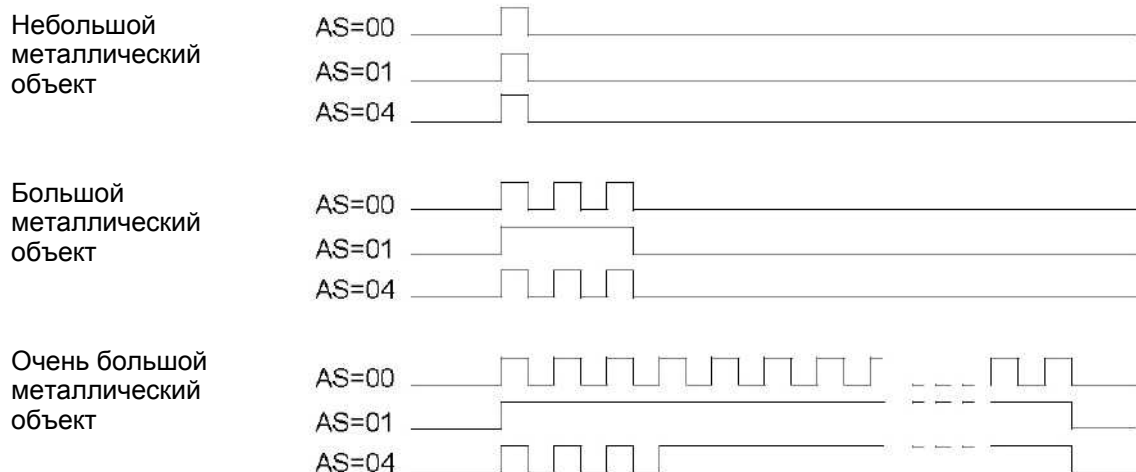 Небольшой
металлический
объект
AS=00
AS=01
AS=04
Большой
металлический
объект
AS=00
AS=01
AS=04
Очень большой
металлический
объект
AS=00
AS=01
AS=04